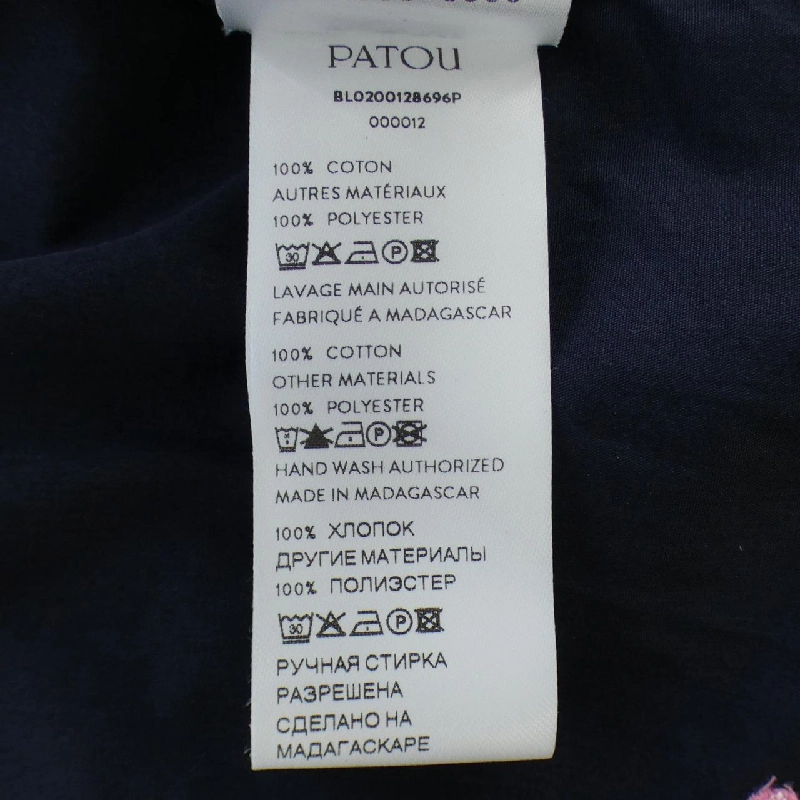 PATOU
BL0200128696P
000012
100% COTON
AUTRES MATÉRIAUX
100% POLYESTER
30 P
LAVAGE MAIN AUTORISÉ
FABRIQUÉ A MADAGASCAR
100% COTTON
OTHER MATERIALS
100% POLYESTER
P
HAND WASH AUTHORIZED
MADE IN MADAGASCAR
100% ХЛОПОК
ДРУГИЕ МАТЕРИАЛЫ
100% ПОЛИЭСТЕР
30 P
РУЧНАЯ СТИРКА
РАЗРЕШЕНА
СДЕЛАНО НА
МАДАГАСКАРЕ